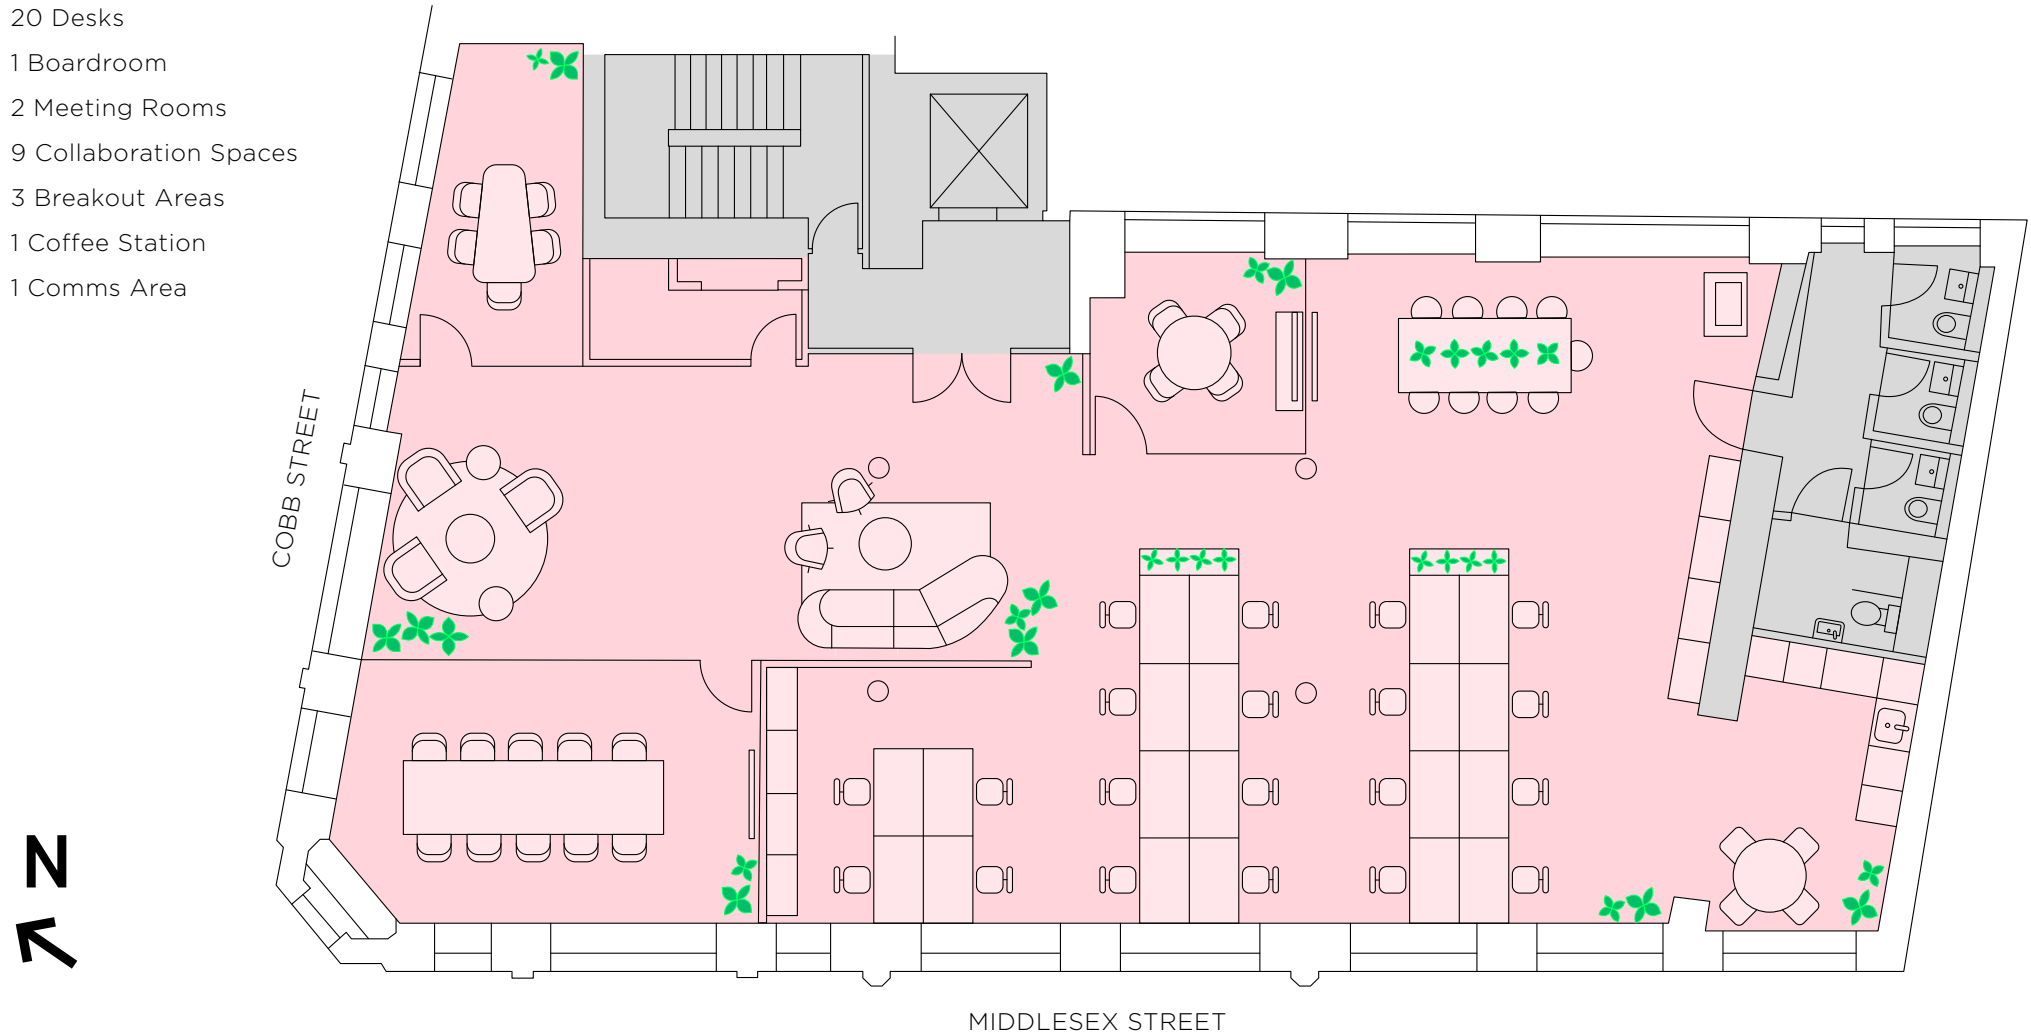 20 Desks
1 Boardroom
2 Meeting Rooms
9 Collaboration Spaces
3 Breakout Areas
1 Coffee Station
1 Comms Area
COBB STREET
N
MIDDLESEX STREET